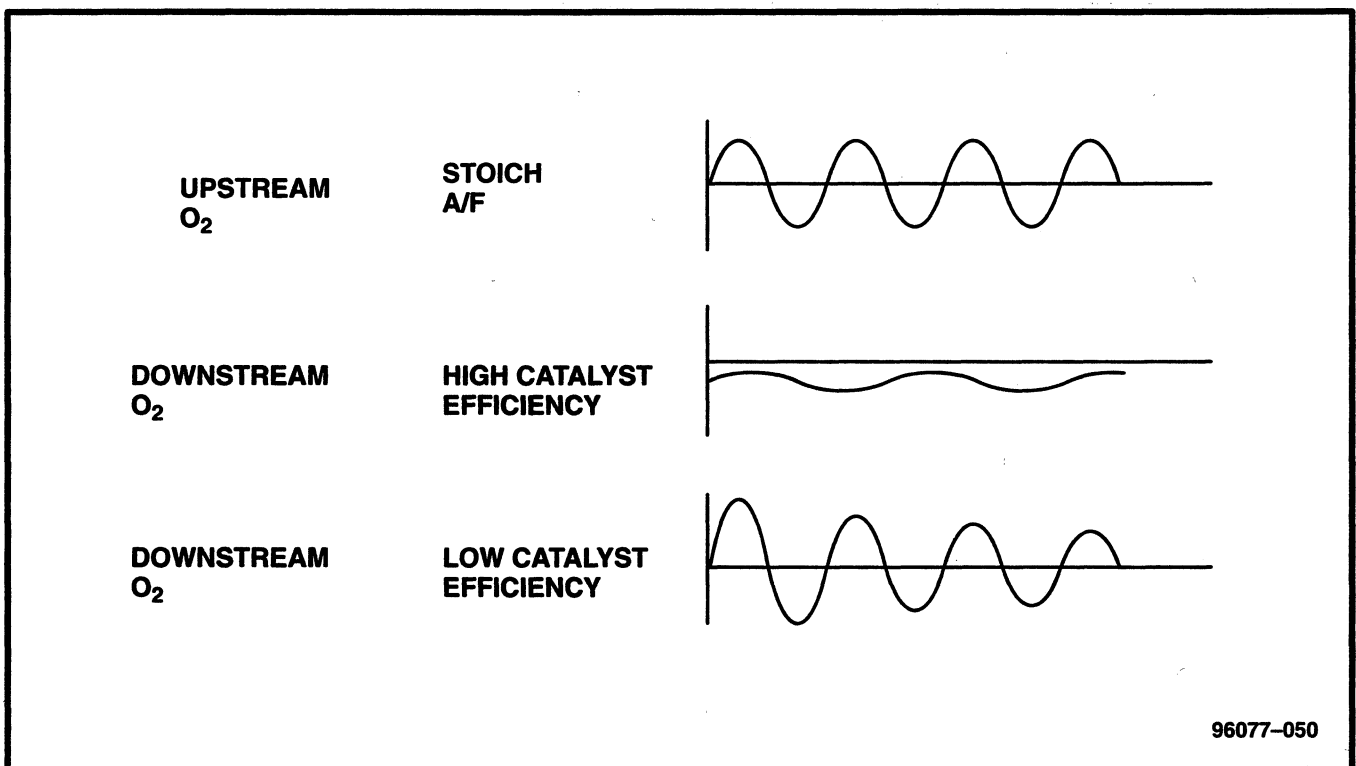 UPSTREAM
O2
STOICH
A/F
DOWNSTREAM
O2
HIGH CATALYST
EFFICIENCY
DOWNSTREAM
O2
LOW CATALYST
EFFICIENCY
96077–050